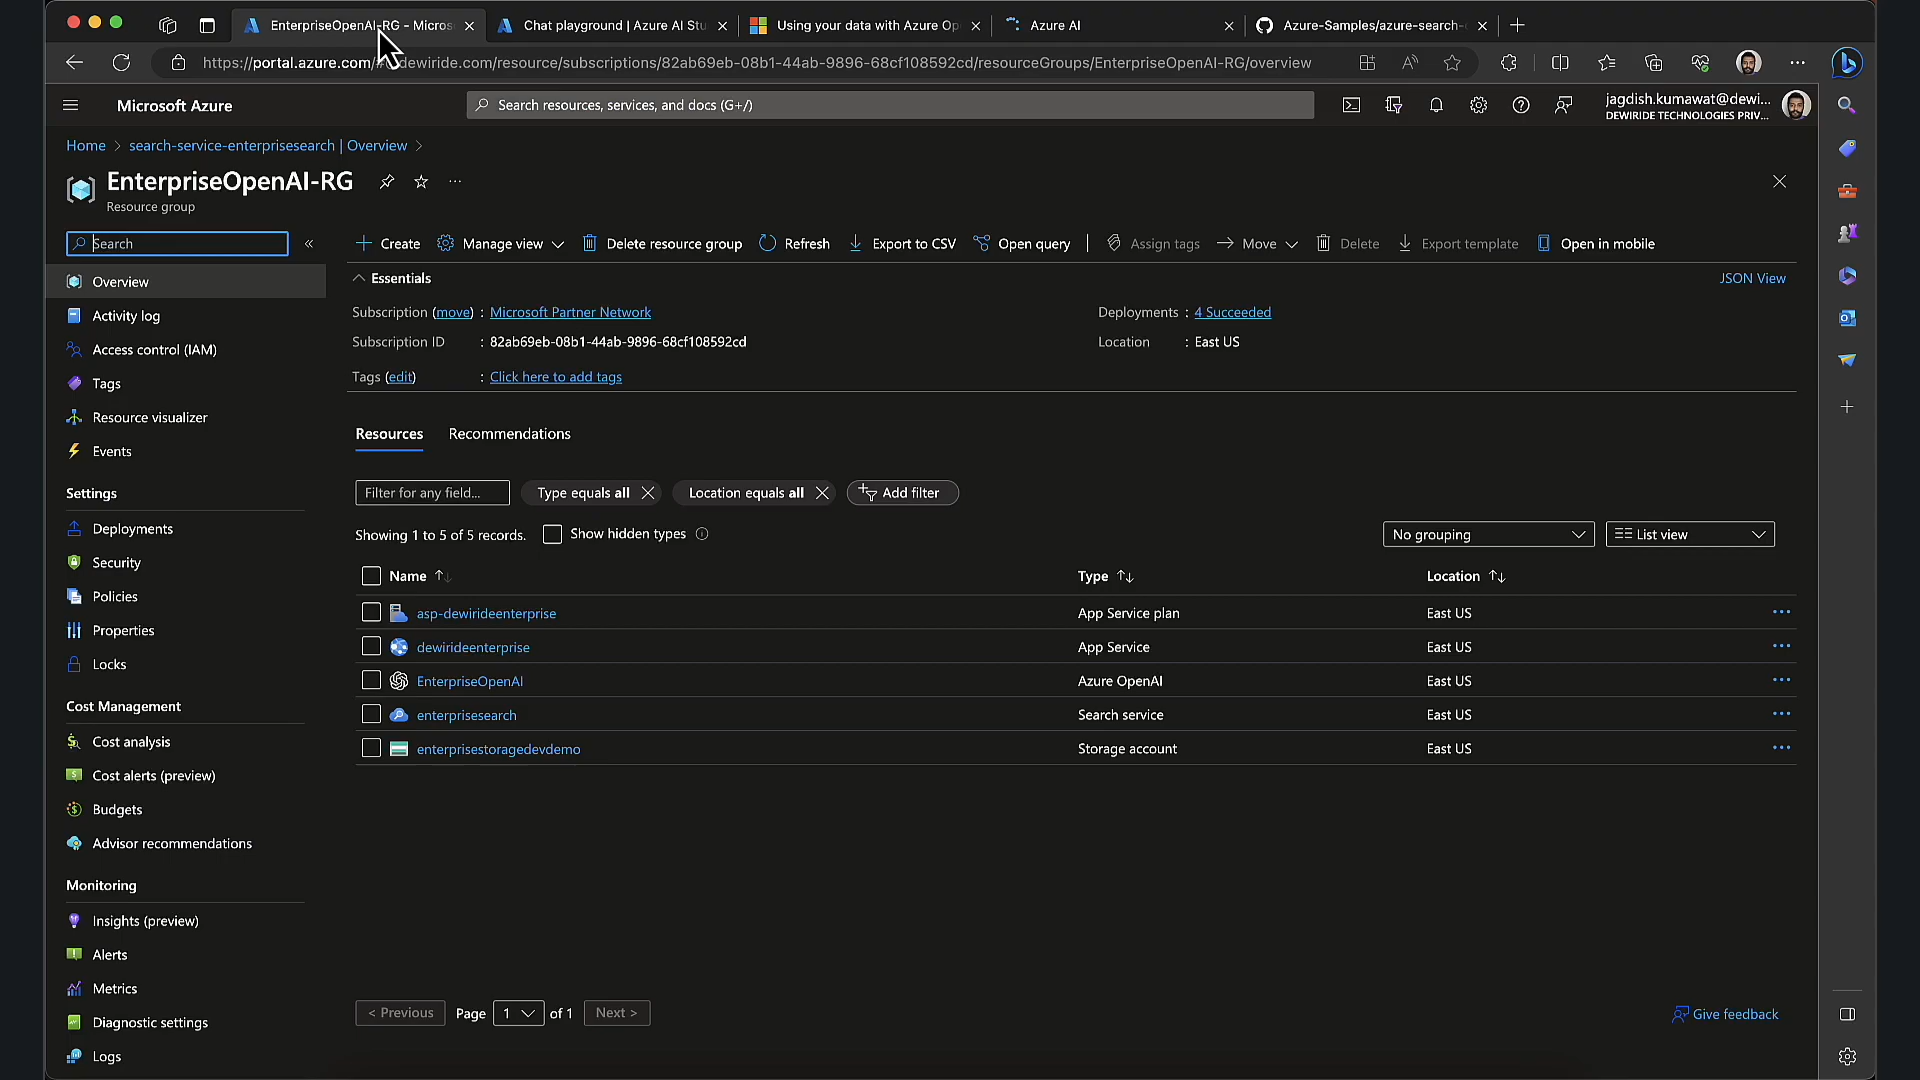 EnterpriseOpenAI-RG - Micros
Chat playground | Azure AI Stu
Using your data with Azure Op
Azure AI
Azure-Samples/azure-search-
dewiride.com/resource/subscriptions/82ab69eb-08b1-44ab-9896-68cf108592cd/resourceGroups/EnterpriseOpenAI-RG/overview
https://portal.azure.com/
Microsoft Azure
Search resources, services, and docs (G+/)
jagdish.kumawat@dewi...
DEWIRIDE TECHNOLOGIES PRIV...
Home > search-service-enterprisesearch | Overview >
EnterpriseOpenAI-RG
Resource group
Search
Create
Manage view
Delete resource group
Refresh
Export to CSV
Open query
Assign tags
Move
Delete
Export template
Open in mobile
Overview
Activity log
Access control (IAM)
Tags
Resource visualizer
Events
Settings
Deployments
Security
Policies
Properties
Locks
Cost Management
Cost analysis
Cost alerts (preview)
Budgets
Advisor recommendations
Monitoring
Insights (preview)
Alerts
Metrics
Diagnostic settings
Logs
Essentials
JSON View
Subscription (move) : Microsoft Partner Network
Deployments : 4 Succeeded
Subscription ID : 82ab69eb-08b1-44ab-9896-68cf108592cd
Location : East US
Tags (edit) : Click here to add tags
Resources
Recommendations
Filter for any field...
Type equals all
Location equals all
Add filter
Showing 1 to 5 of 5 records.
Show hidden types
No grouping
List view
Name
Type
Location
asp-dewirideenterprise
App Service plan
East US
dewirideenterprise
App Service
East US
EnterpriseOpenAI
Azure OpenAI
East US
enterprisesearch
Search service
East US
enterprisestoragedevdemo
Storage account
East US
< Previous
Page 1 of 1
Next >
Give feedback